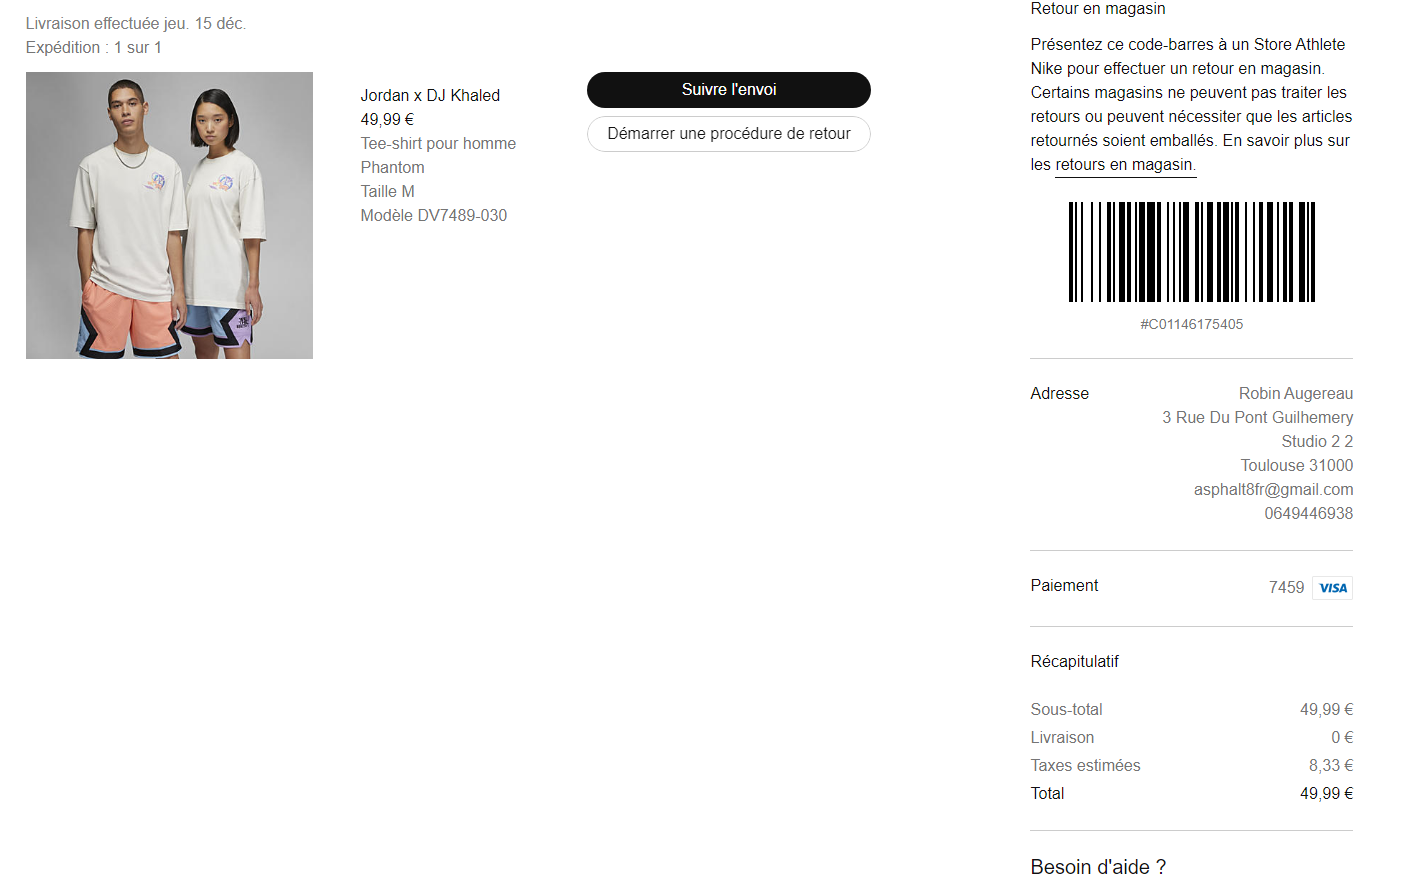 Livraison effectuée jeu. 15 déc.
Expédition : 1 sur 1
Jordan x DJ Khaled
49,99 €
Tee-shirt pour homme
Phantom
Taille M
Modèle DV7489-030
Suivre l'envoi
Démarrer une procédure de retour
Retour en magasin
Présentez ce code-barres à un Store Athlete
Nike pour effectuer un retour en magasin.
Certains magasins ne peuvent pas traiter les
retours ou peuvent nécessiter que les articles
retournés soient emballés. En savoir plus sur
les retours en magasin.
#C01146175405
Adresse
Robin Augereau
3 Rue Du Pont Guilhemery
Studio 2 2
Toulouse 31000
asphalt8fr@gmail.com
0649446938
Paiement 7459 VISA
Récapitulatif
Sous-total 49,99 €
Livraison 0 €
Taxes estimées 8,33 €
Total 49,99 €
Besoin d'aide ?